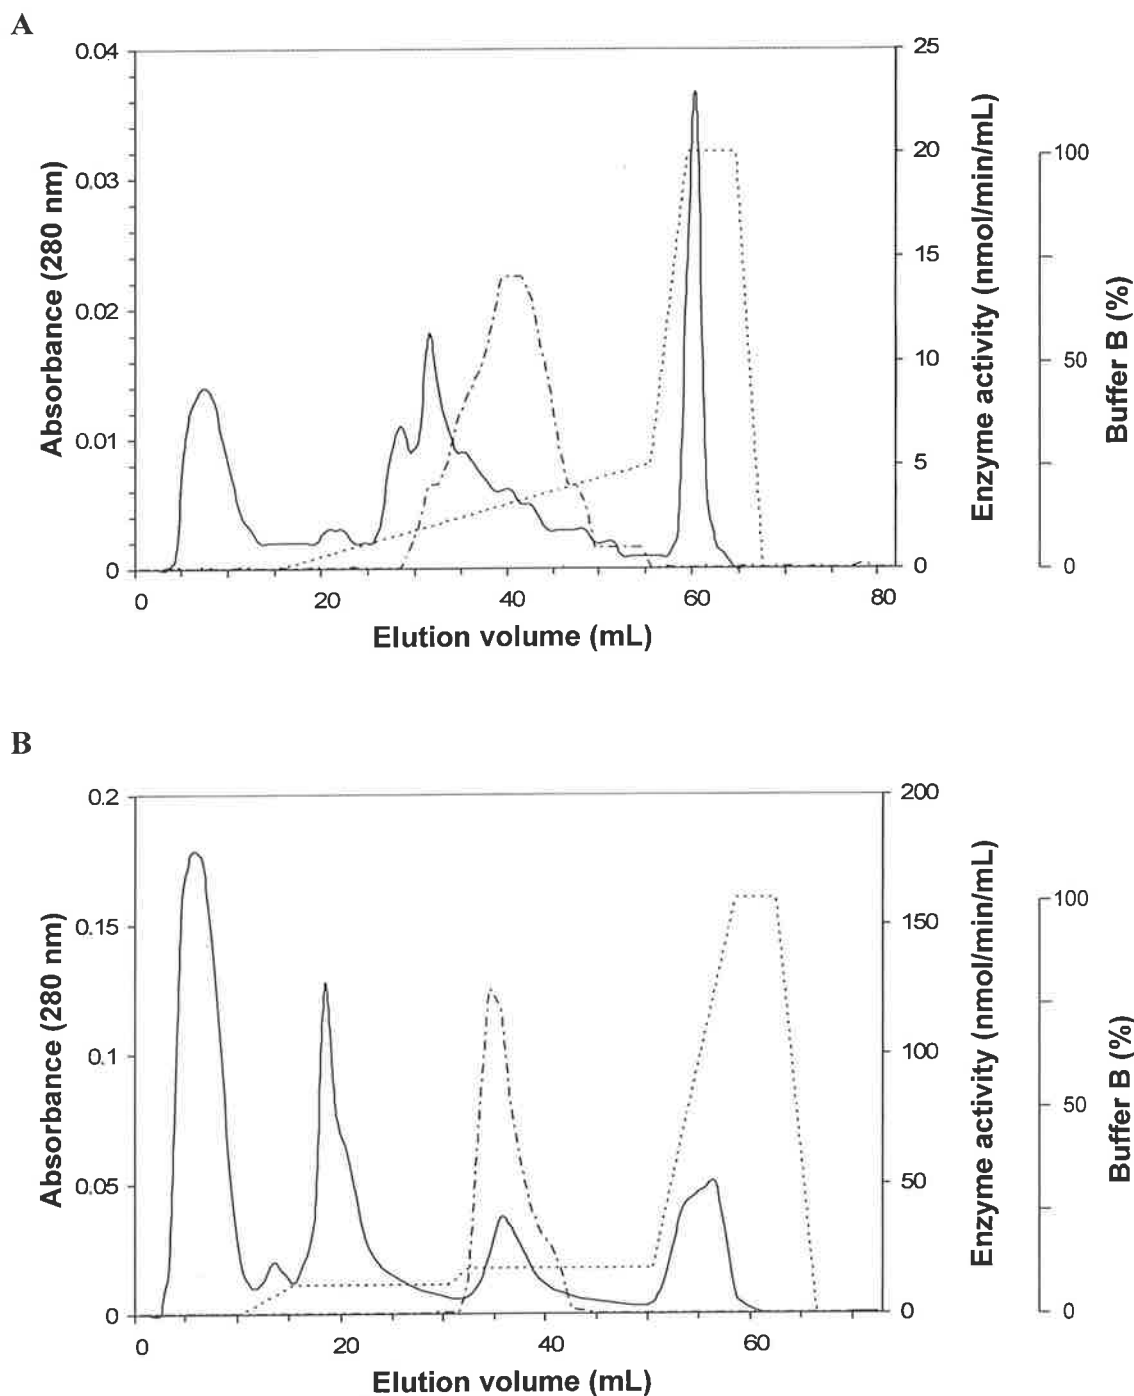 A
0.04
0.03
0.02
0.01
0
Absorbance (280 nm)
25
20
15
10
5
0
Enzyme activity (nmol/min/mL)
100
50
0
Buffer B (%)
0 20 40 60 80
Elution volume (mL)
B
0.2
0.15
0.1
0.05
0
Absorbance (280 nm)
200
150
100
50
0
Enzyme activity (nmol/min/mL)
100
50
0
Buffer B (%)
0 20 40 60
Elution volume (mL)